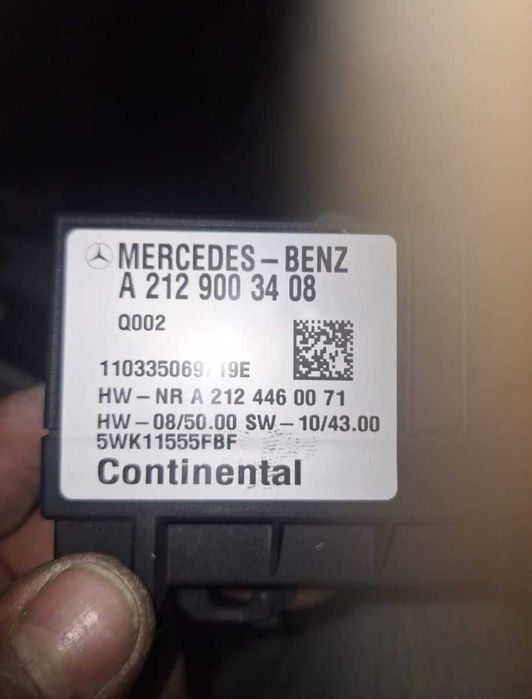 MERCEDES-BENZ
A 212 900 34 08
Q002
HW-NR A 212 446 00 71
HW-08/50.00 SW-10/43.00
5WK11555FBF
Continental